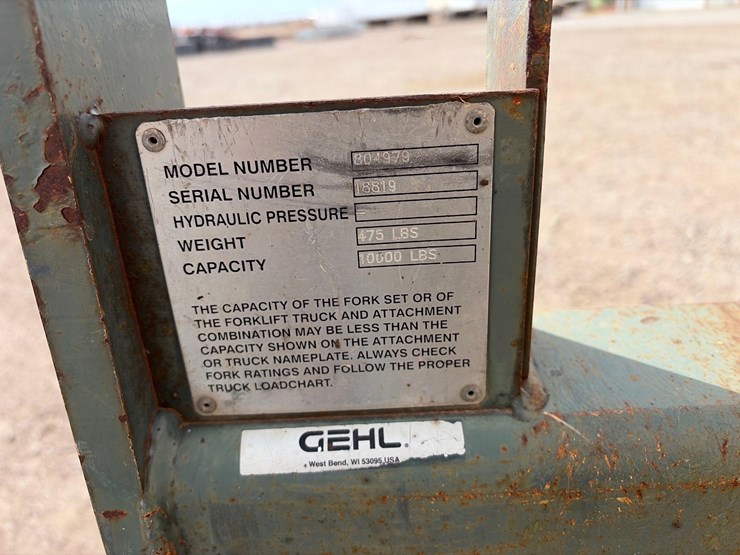 MODEL NUMBER 804979
SERIAL NUMBER 18819
HYDRAULIC PRESSURE -
WEIGHT 475 LBS
CAPACITY 10000 LBS
THE CAPACITY OF THE FORK SET OR OF
THE FORKLIFT TRUCK AND ATTACHMENT
COMBINATION MAY BE LESS THAN THE
CAPACITY SHOWN ON THE ATTACHMENT
OR TRUCK NAMEPLATE. ALWAYS CHECK
FORK RATINGS AND FOLLOW THE PROPER
TRUCK LOADCHART.
GEHL.
West Bend, WI 53095 USA